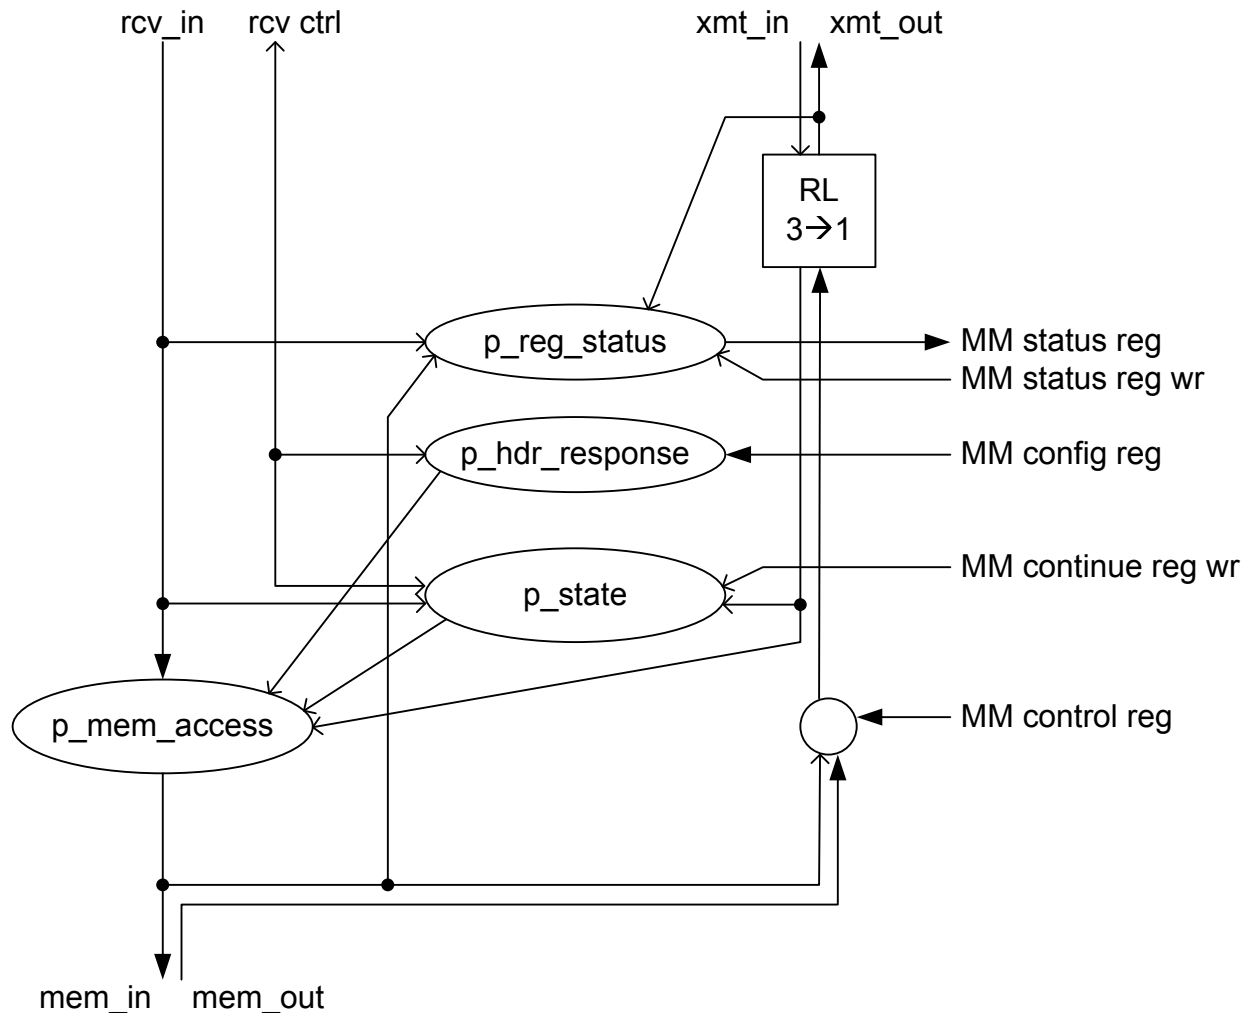 rcv_in
rcv ctrl
xmt_in
xmt_out
RL
3→1
p_reg_status
MM status reg
MM status reg wr
p_hdr_response
MM config reg
p_state
MM continue reg wr
p_mem_access
MM control reg
mem_in
mem_out